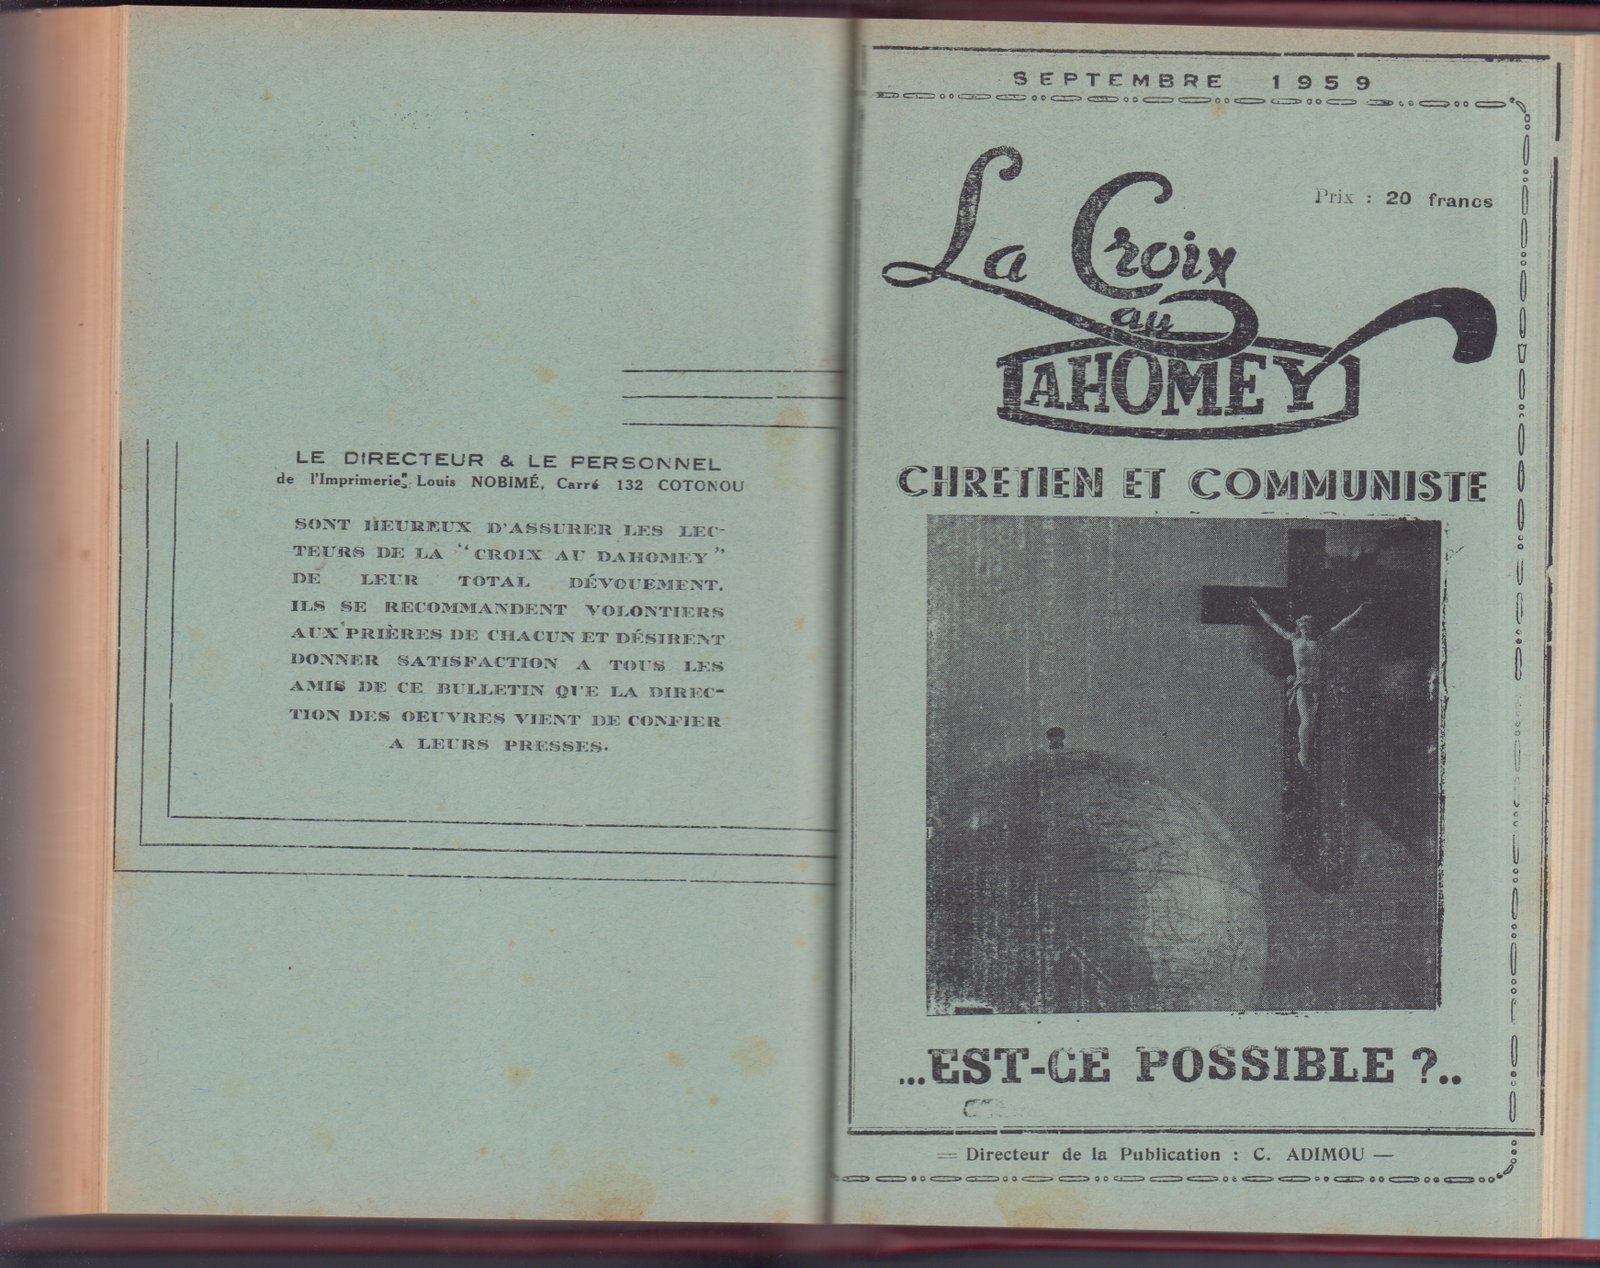 LE DIRECTEUR & LE PERSONNEL
de l'Imprimerie Louis NOBIMÉ, Carré 132 COTONOU
SONT HEUREUX D'ASSURER LES LEC-
TEURS DE LA "CROIX AU DAHOMEY"
DE LEUR TOTAL DÉVOUEMENT.
ILS SE RECOMMANDENT VOLONTIERS
AUX PRIÈRES DE CHACUN ET DÉSIRENT
DONNER SATISFACTION A TOUS LES
AMIS DE CE BULLETIN QUE LA DIREC-
TION DES OEUVRES VIENT DE CONFIER
A LEURS PRESSES.
SEPTEMBRE 1959
Prix : 20 francs
La Croix
au
DAHOMEY
CHRETIEN ET COMMUNISTE
...EST-CE POSSIBLE ?..
= Directeur de la Publication : C. ADIMOU —